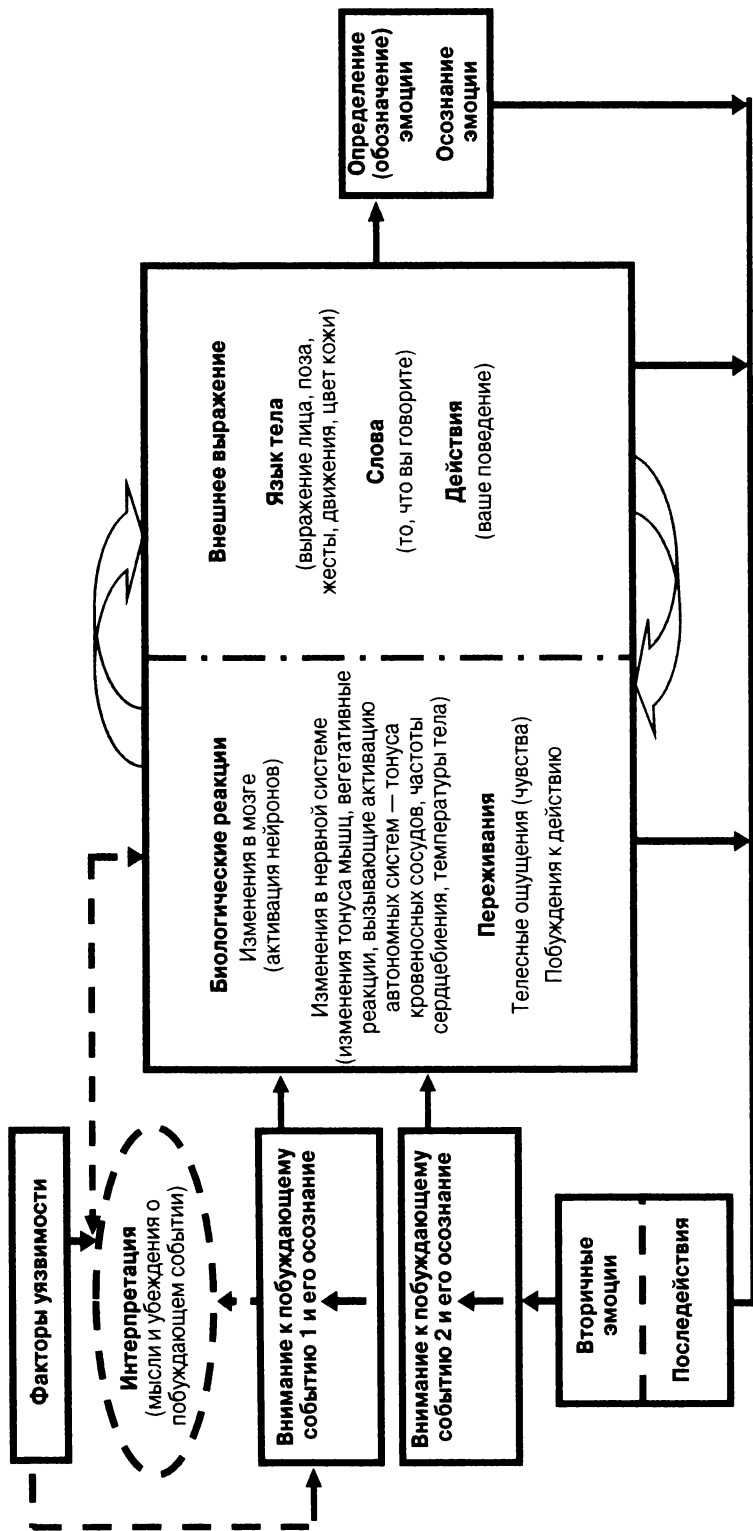 Факторы уязвимости
Интерпретация
(мысли и убеждения о
побуждающем событии)
Внимание к побуждающему
событию 1 и его осознание
Внимание к побуждающему
событию 2 и его осознание
Вторичные
эмоции
Последействия
Биологические реакции
Изменения в мозге
(активация нейронов)
Изменения в нервной системе
(изменения тонуса мышц, вегетативные
реакции, вызывающие активацию
автономных систем — тонуса
кровеносных сосудов, частоты
сердцебиения, температуры тела)
Переживания
Телесные ощущения (чувства)
Побуждения к действию
Внешнее выражение
Язык тела
(выражение лица, поза,
жесты, движения, цвет кожи)
Слова
(то, что вы говорите)
Действия
(ваше поведение)
Определение
(обозначение)
эмоции
Осознание
эмоции